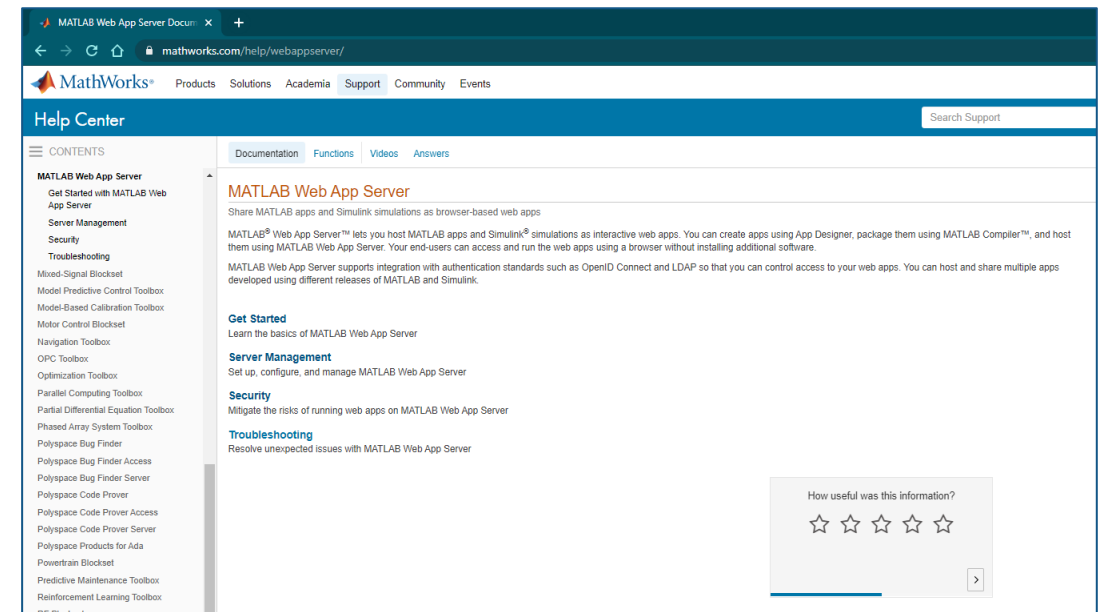 MATLAB Web App Server Docum
mathworks.com/help/webappserver/
MathWorks®
Products Solutions Academia Support Community Events
Help Center
Search Support
CONTENTS
Documentation Functions Videos Answers
MATLAB Web App Server
Get Started with MATLAB Web
App Server
Server Management
Security
Troubleshooting
Mixed-Signal Blockset
Model Predictive Control Toolbox
Model-Based Calibration Toolbox
Motor Control Blockset
Navigation Toolbox
OPC Toolbox
Optimization Toolbox
Parallel Computing Toolbox
Partial Differential Equation Toolbox
Phased Array System Toolbox
Polyspace Bug Finder
Polyspace Bug Finder Access
Polyspace Bug Finder Server
Polyspace Code Prover
Polyspace Code Prover Access
Polyspace Code Prover Server
Polyspace Products for Ada
Powertrain Blockset
Predictive Maintenance Toolbox
Reinforcement Learning Toolbox
MATLAB Web App Server
Share MATLAB apps and Simulink simulations as browser-based web apps
MATLAB® Web App Server™ lets you host MATLAB apps and Simulink® simulations as interactive web apps. You can create apps using App Designer, package them using MATLAB Compiler™, and host
them using MATLAB Web App Server. Your end-users can access and run the web apps using a browser without installing additional software.
MATLAB Web App Server supports integration with authentication standards such as OpenID Connect and LDAP so that you can control access to your web apps. You can host and share multiple apps
developed using different releases of MATLAB and Simulink.
Get Started
Learn the basics of MATLAB Web App Server
Server Management
Set up, configure, and manage MATLAB Web App Server
Security
Mitigate the risks of running web apps on MATLAB Web App Server
Troubleshooting
Resolve unexpected issues with MATLAB Web App Server
How useful was this information?